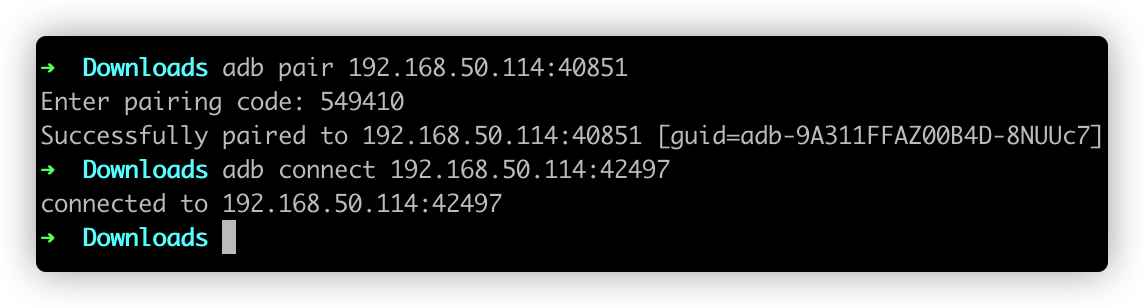 ➜  Downloads adb pair 192.168.50.114:40851
Enter pairing code: 549410
Successfully paired to 192.168.50.114:40851 [guid=adb-9A311FFAZ00B4D-8NUUc7]
➜  Downloads adb connect 192.168.50.114:42497
connected to 192.168.50.114:42497
➜  Downloads